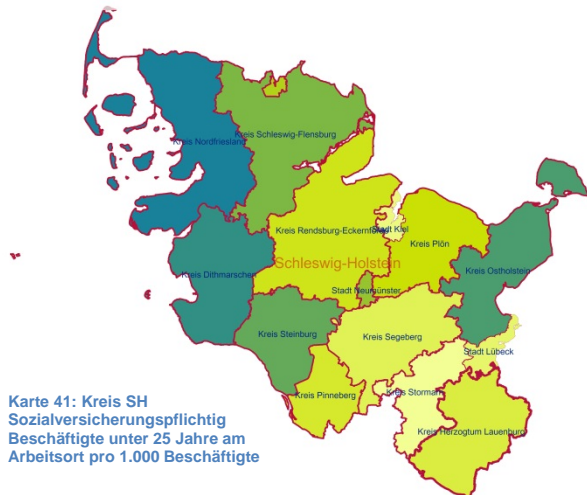 Kreis Schleswig-Flensburg
Kreis Nordfriesland
Kreis Rendsburg-Eckernförde
Stadt Kiel
Kreis Plön
Schleswig-Holstein
Kreis Ostholstein
Kreis Dithmarschen
Stadt Neumünster
Kreis Steinburg
Kreis Segeberg
Stadt Lübeck
Kreis Pinneberg
Kreis Stormarn
Kreis Herzogtum Lauenburg
Karte 41: Kreis SH
Sozialversicherungspflichtig
Beschäftigte unter 25 Jahre am
Arbeitsort pro 1.000 Beschäftigte